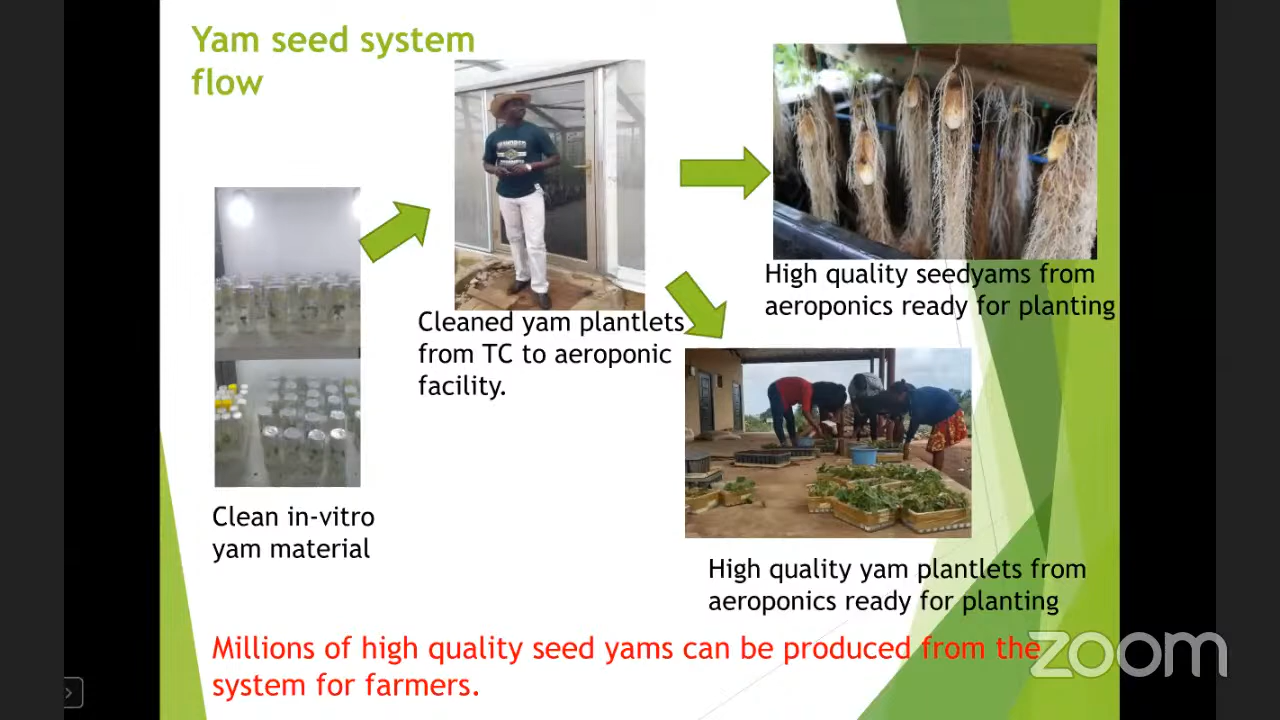 Yam seed system
flow
High quality seedyams from
aeroponics ready for planting
Cleaned yam plantlets
from TC to aeroponic
facility.
Clean in-vitro
yam material
High quality yam plantlets from
aeroponics ready for planting
Millions of high quality seed yams can be produced from the
system for farmers.
zoom